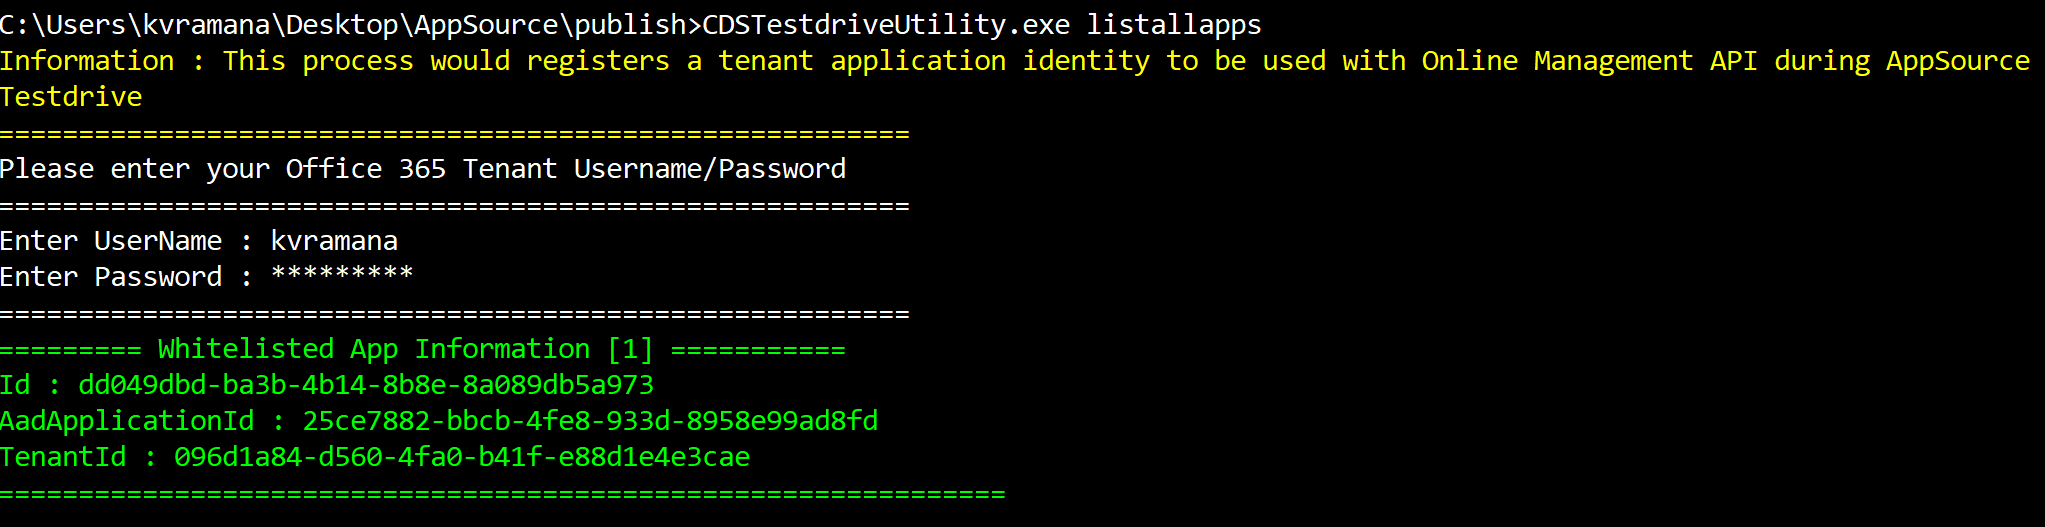 C:\Users\kvramana\Desktop\AppSource\publish>CDSTestdriveUtility.exe listallapps
Information : This process would registers a tenant application identity to be used with Online Management API during AppSource
Testdrive
=========================================================
Please enter your Office 365 Tenant Username/Password
=========================================================
Enter UserName : kvramana
Enter Password : *********
=========================================================
========= Whitelisted App Information [1] ===========
Id : dd049dbd-ba3b-4b14-8b8e-8a089db5a973
AadApplicationId : 25ce7882-bbcb-4fe8-933d-8958e99ad8fd
TenantId : 096d1a84-d560-4fa0-b41f-e88d1e4e3cae
===============================================================